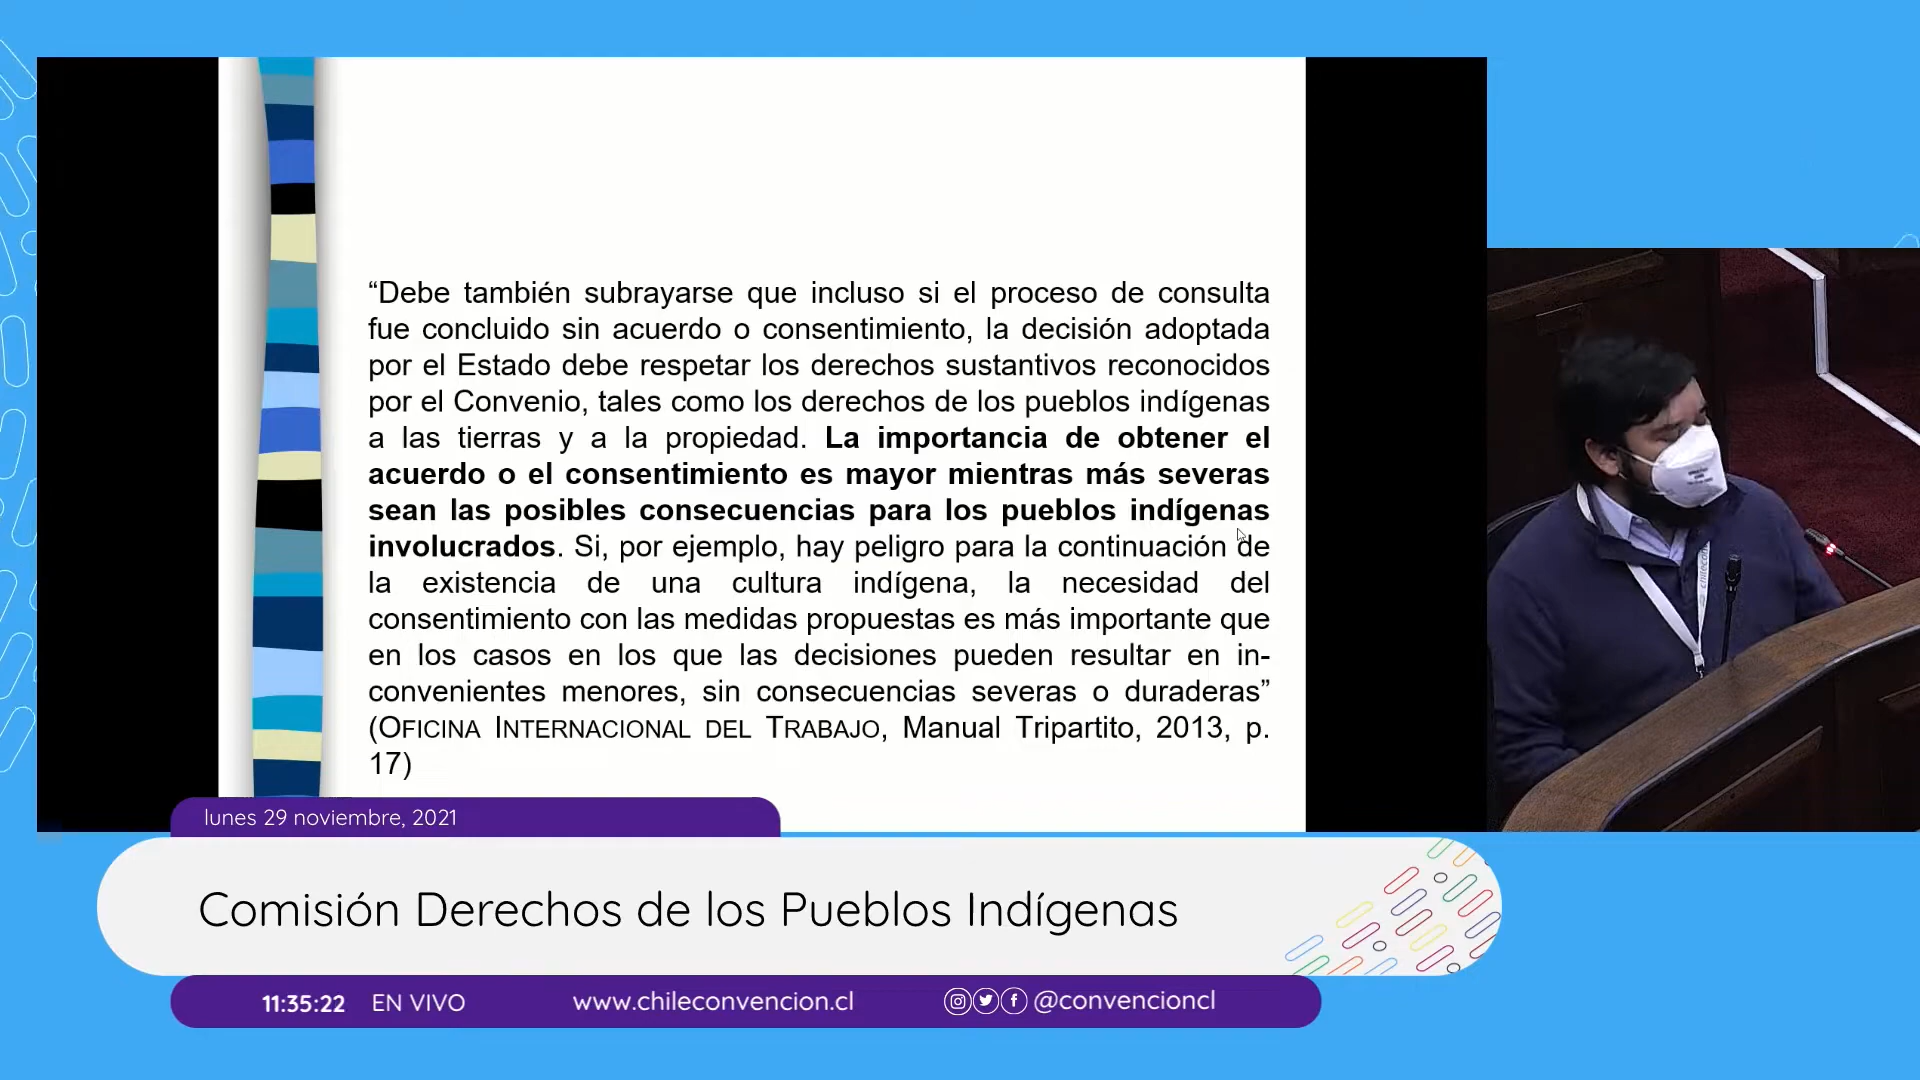 “Debe también subrayarse que incluso si el proceso de consulta
fue concluido sin acuerdo o consentimiento, la decisión adoptada
por el Estado debe respetar los derechos sustantivos reconocidos
por el Convenio, tales como los derechos de los pueblos indígenas
a las tierras y a la propiedad. La importancia de obtener el
acuerdo o el consentimiento es mayor mientras más severas
sean las posibles consecuencias para los pueblos indígenas
involucrados. Si, por ejemplo, hay peligro para la continuación de
la existencia de una cultura indígena, la necesidad del
consentimiento con las medidas propuestas es más importante que
en los casos en los que las decisiones pueden resultar en in-
convenientes menores, sin consecuencias severas o duraderas”
(OFICINA INTERNACIONAL DEL TRABAJO, Manual Tripartito, 2013, p.
17)
lunes 29 noviembre, 2021
Comisión Derechos de los Pueblos Indígenas
11:35:22 EN VIVO www.chileconvencion.cl @convencioncl